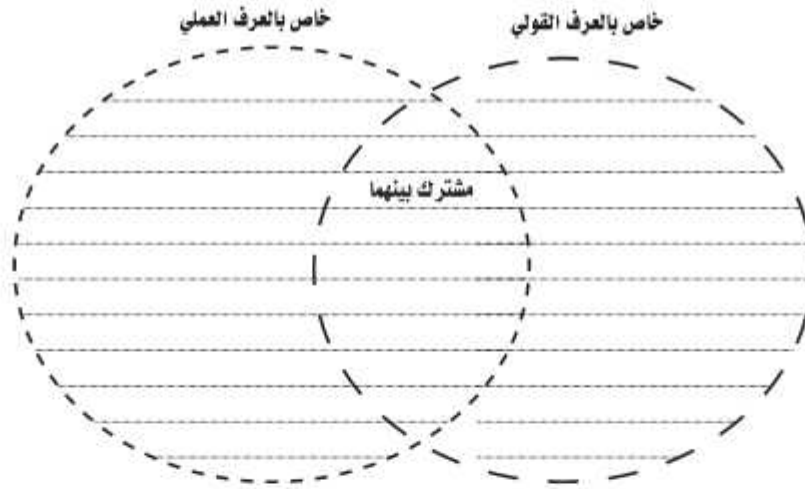 خاص بالعرف القولي
خاص بالعرف العملي
مشترك بينهما